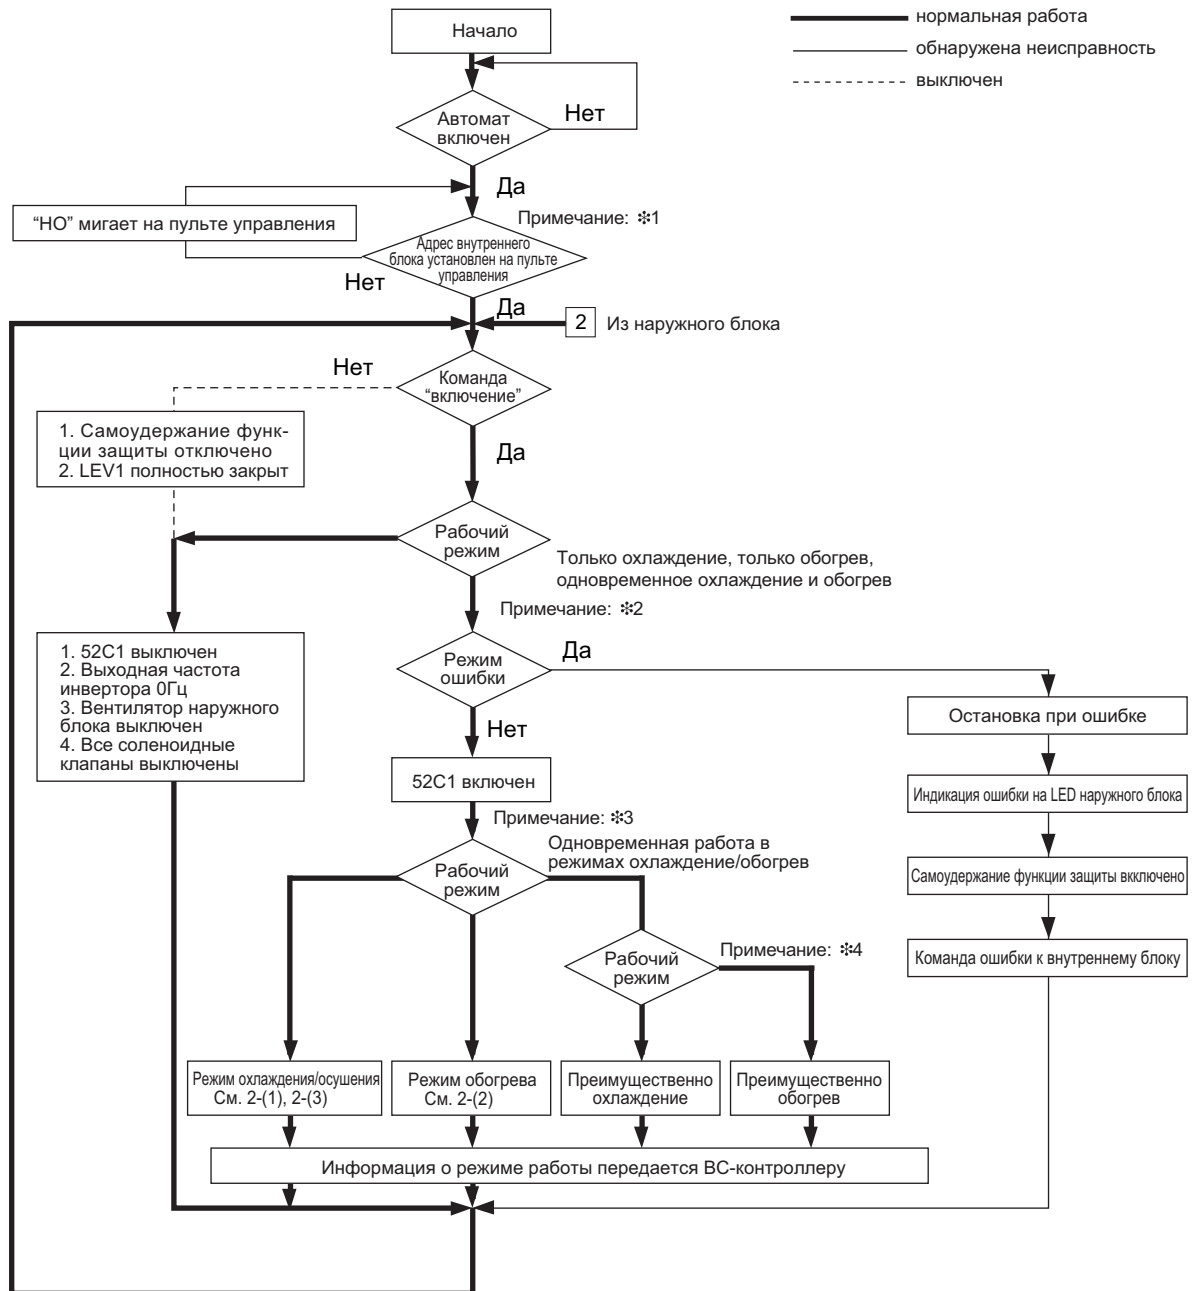 Начало
нормальная работа
обнаружена неисправность
выключен
Автомат
включен
Нет
Да
“HO” мигает на пульте управления
Примечание: ✻1
Адрес внутреннего
блока установлен на пульте
управления
Нет
Да
2
Из наружного блока
Нет
Команда
“включение”
1. Самоудержание функ-
ции защиты отключено
2. LEV1 полностью закрыт
Да
Рабочий
режим
Только охлаждение, только обогрев,
одновременное охлаждение и обогрев
Примечание: ✻2
1. 52C1 выключен
2. Выходная частота
инвертора 0Гц
3. Вентилятор наружного
блока выключен
4. Все соленоидные
клапаны выключены
Режим
ошибки
Да
Нет
Остановка при ошибке
52C1 включен
Индикация ошибки на LED наружного блока
Примечание: ✻3
Одновременная работа в
режимах охлаждение/обогрев
Рабочий
режим
Самоудержание функции защиты вкключено
Рабочий
режим
Примечание: ✻4
Команда ошибки к внутреннему блоку
Режим охлаждения/осушения
См. 2-(1), 2-(3)
Режим обогрева
См. 2-(2)
Преимущественно
охлаждение
Преимущественно
обогрев
Информация о режиме работы передается BC-контроллеру